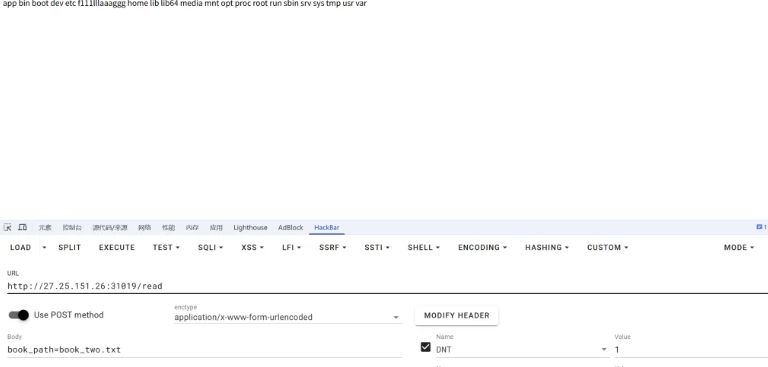 app bin boot dev etc f111lllaaaggg home lib lib64 media mnt opt proc root run sbin srv sys tmp usr var
元素 控制台 源代码/来源 网络 性能 内存 应用 Lighthouse AdBlock HackBar 1
LOAD SPLIT EXECUTE TEST SQLI XSS LFI SSRF SSTI SHELL ENCODING HASHING CUSTOM MODE
URL
http://27.25.151.26:31019/read
Use POST method
enctype
application/x-www-form-urlencoded
MODIFY HEADER
Body
book_path=book_two.txt
Name
DNT
Value
1